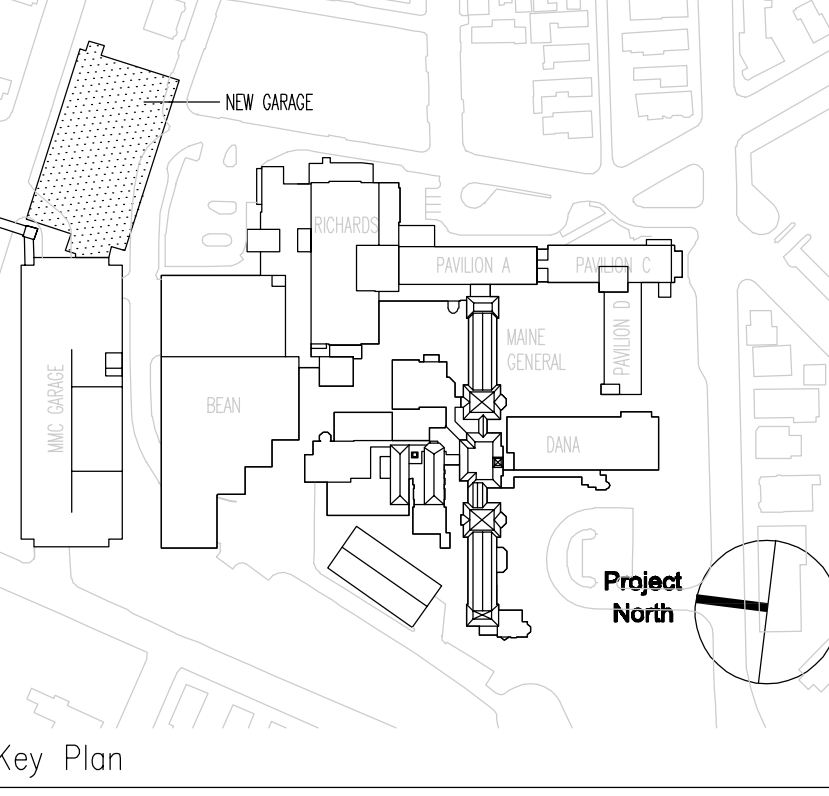 NEW GARAGE
RICHARDS
PAVILION A
PAVILION C
PAVILION D
MAINE
GENERAL
MMC GARAGE
BEAN
DANA
Project
North
Key Plan